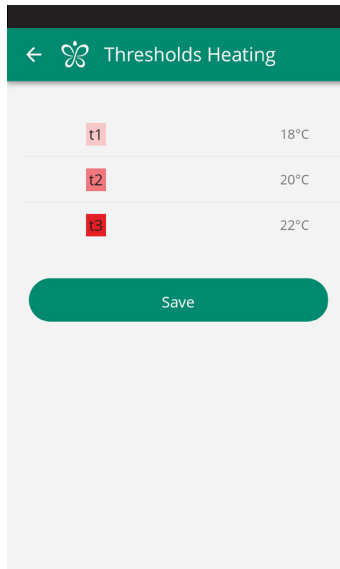 Thresholds Heating
t1 18°C
t2 20°C
t3 22°C
Save